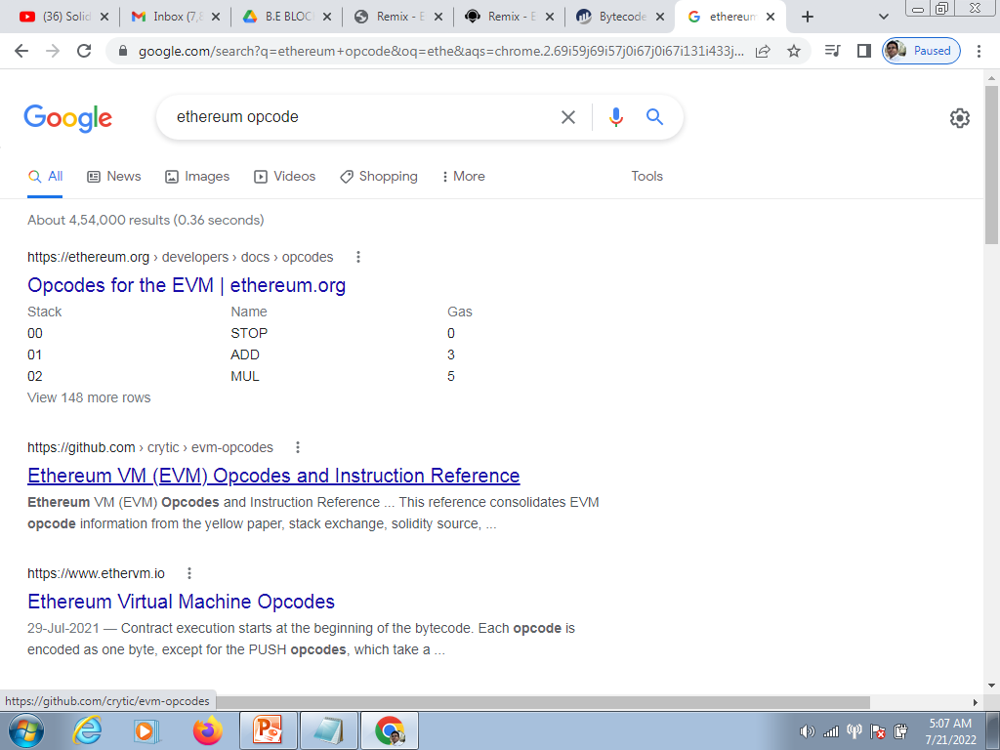 (36) Solid
Inbox (7,8
B.E BLOC
Remix - E
Remix - E
Bytecode
ethereum
google.com/search?q=ethereum+opcode&oq=ethe&aqs=chrome.2.69i59j69i57j0i67j0i67i131i433j...
Paused
Google
ethereum opcode
All
News
Images
Videos
Shopping
More
Tools
About 4,54,000 results (0.36 seconds)
https://ethereum.org › developers › docs › opcodes
Opcodes for the EVM | ethereum.org
Stack Name Gas
00 STOP 0
01 ADD 3
02 MUL 5
View 148 more rows
https://github.com › crytic › evm-opcodes
Ethereum VM (EVM) Opcodes and Instruction Reference
Ethereum VM (EVM) Opcodes and Instruction Reference ... This reference consolidates EVM
opcode information from the yellow paper, stack exchange, solidity source, ...
https://www.ethervm.io
Ethereum Virtual Machine Opcodes
29-Jul-2021 — Contract execution starts at the beginning of the bytecode. Each opcode is
encoded as one byte, except for the PUSH opcodes, which take a ...
https://github.com/crytic/evm-opcodes
5:07 AM
7/21/2022